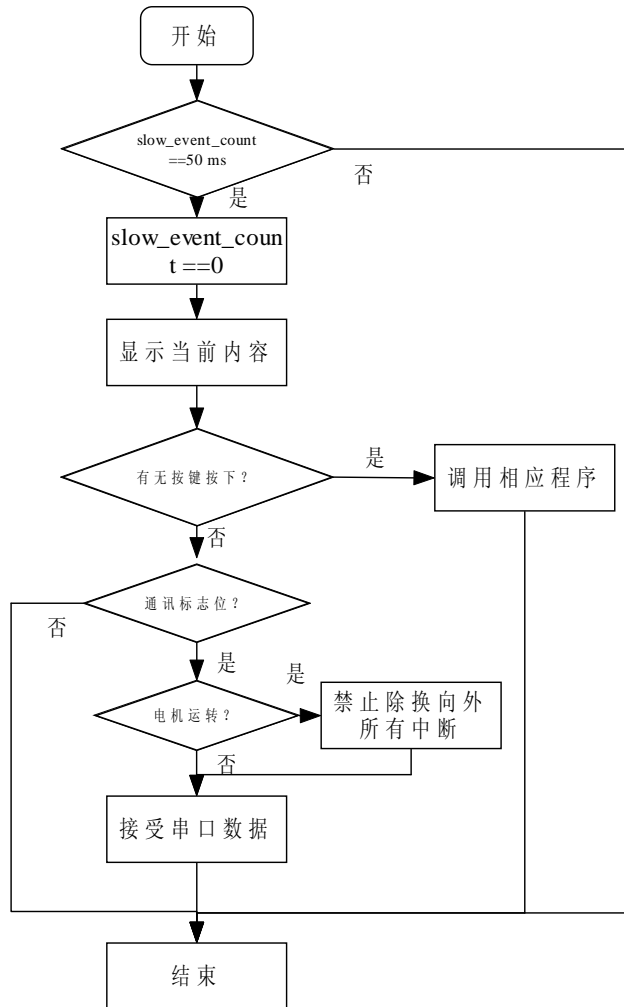 开始
slow_event_count
==50 ms
否
是
slow_event_coun
t ==0
显示当前内容
有无按键按下?
是
调用相应程序
否
通讯标志位?
否
是
是
电机运转?
禁止除换向外
所有中断
否
接受串口数据
结束